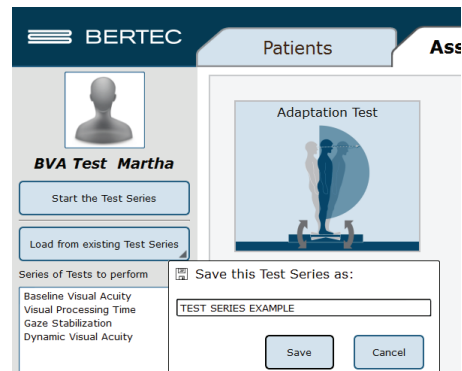 BERTEC
Patients
Ass
Adaptation Test
BVA Test Martha
Start the Test Series
Load from existing Test Series
Series of Tests to perform
Baseline Visual Acuity
Visual Processing Time
Gaze Stabilization
Dynamic Visual Acuity
Save this Test Series as:
TEST SERIES EXAMPLE
Save
Cancel